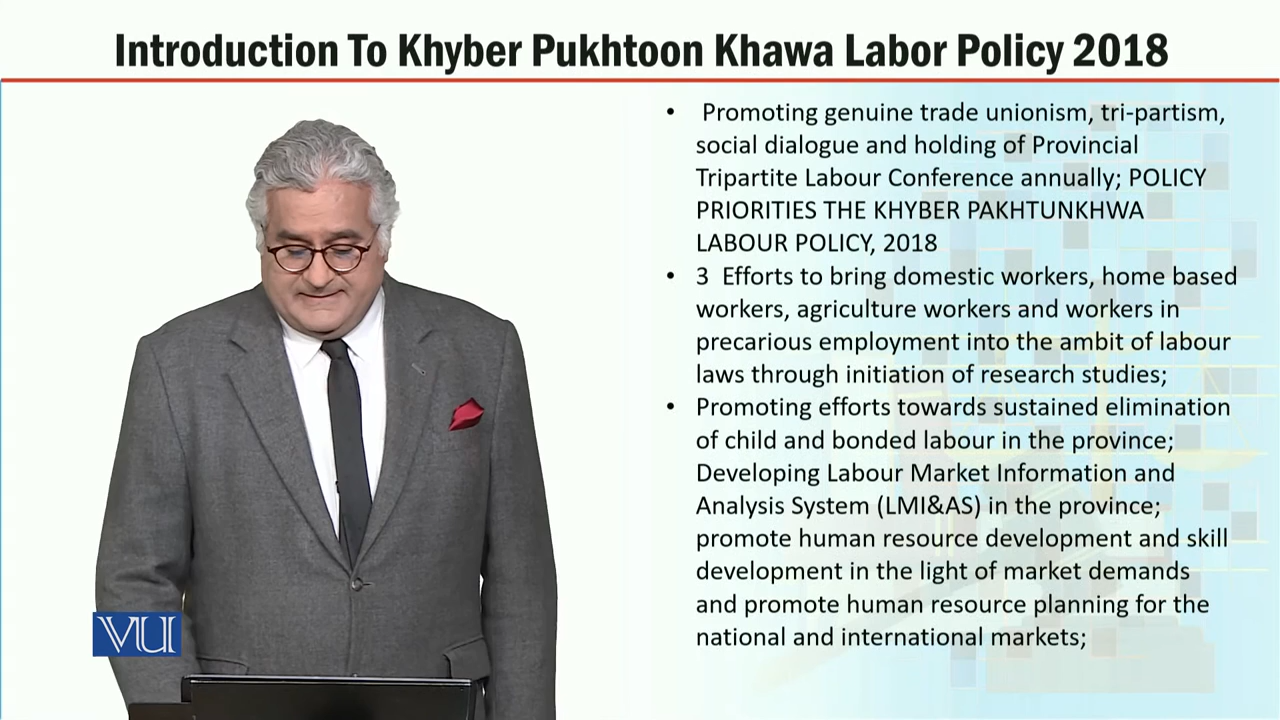 Introduction To Khyber Pukhtoon Khawa Labor Policy 2018
• Promoting genuine trade unionism, tri-partism,
social dialogue and holding of Provincial
Tripartite Labour Conference annually; POLICY
PRIORITIES THE KHYBER PAKHTUNKHWA
LABOUR POLICY, 2018
• 3 Efforts to bring domestic workers, home based
workers, agriculture workers and workers in
precarious employment into the ambit of labour
laws through initiation of research studies;
• Promoting efforts towards sustained elimination
of child and bonded labour in the province;
Developing Labour Market Information and
Analysis System (LMI&AS) in the province;
promote human resource development and skill
development in the light of market demands
and promote human resource planning for the
national and international markets;
VU